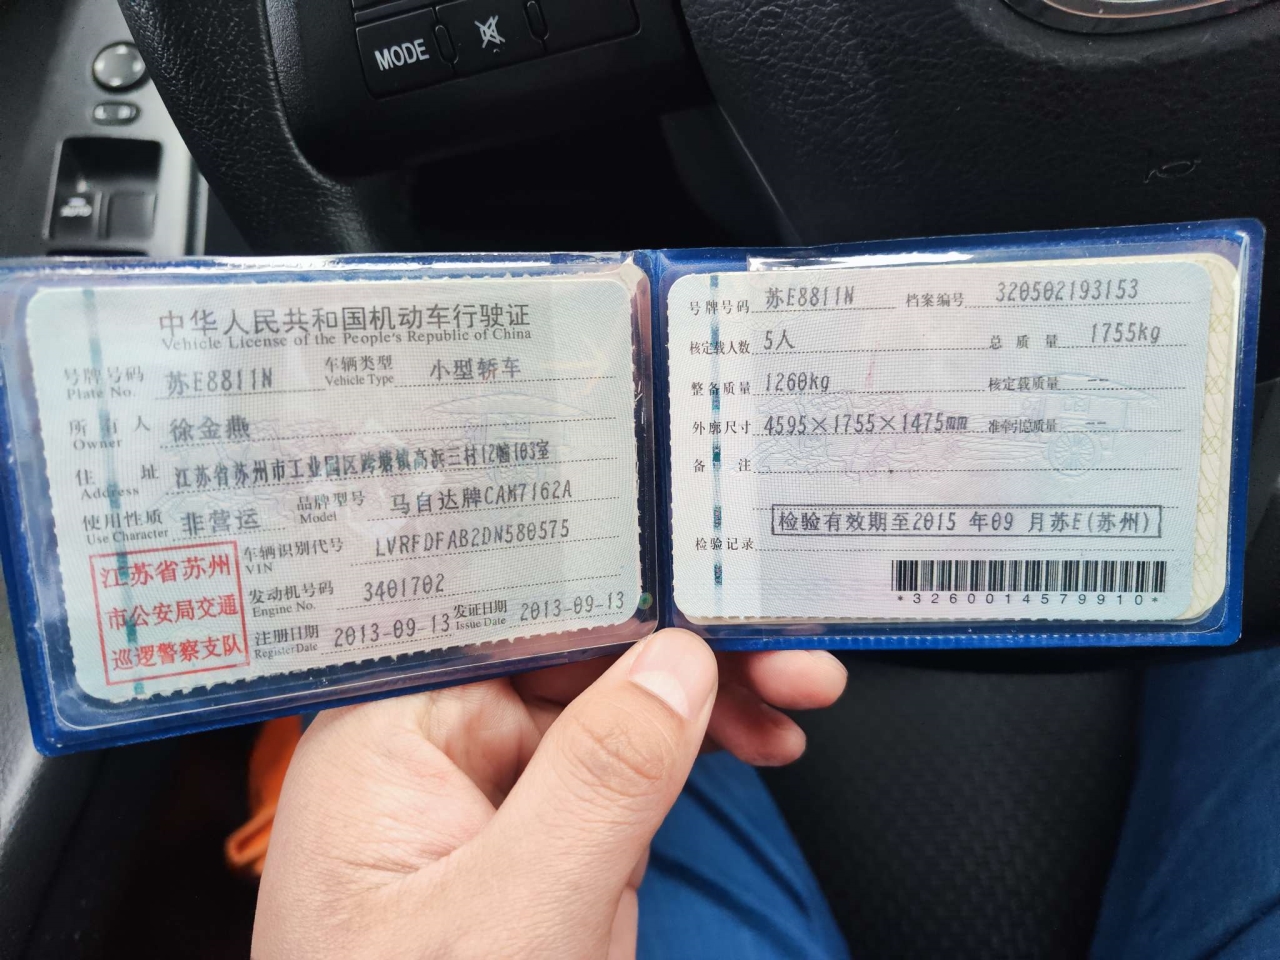 MODE
AUTO
中华人民共和国机动车行驶证
Vehicle License of the People's Republic of China
号牌号码 苏E8811N 车辆类型 小型轿车
Plate No. Vehicle Type
所有人 徐金燕
Owner
住址 江苏省苏州市工业园区跨塘镇高浜三村12幢103室
Address
使用性质 非营运 品牌型号 马自达牌CAM7162A
Use Character Model
江苏省苏州
市公安局交通
巡逻警察支队
车辆识别代号 LVRFDFAB2DN580575
VIN
发动机号码 3401702
Engine No.
注册日期 2013-09-13 发证日期 2013-09-13
Register Date Issue Date
号牌号码 苏E8811N 档案编号 320502193153
核定载人数 5人 总质量 1755kg
整备质量 1260kg 核定载质量 --
外廓尺寸 4595×1755×1475mm 准牵引总质量 --
备注
检验记录 检验有效期至2015 年09 月苏E(苏州)
*3260014579910*